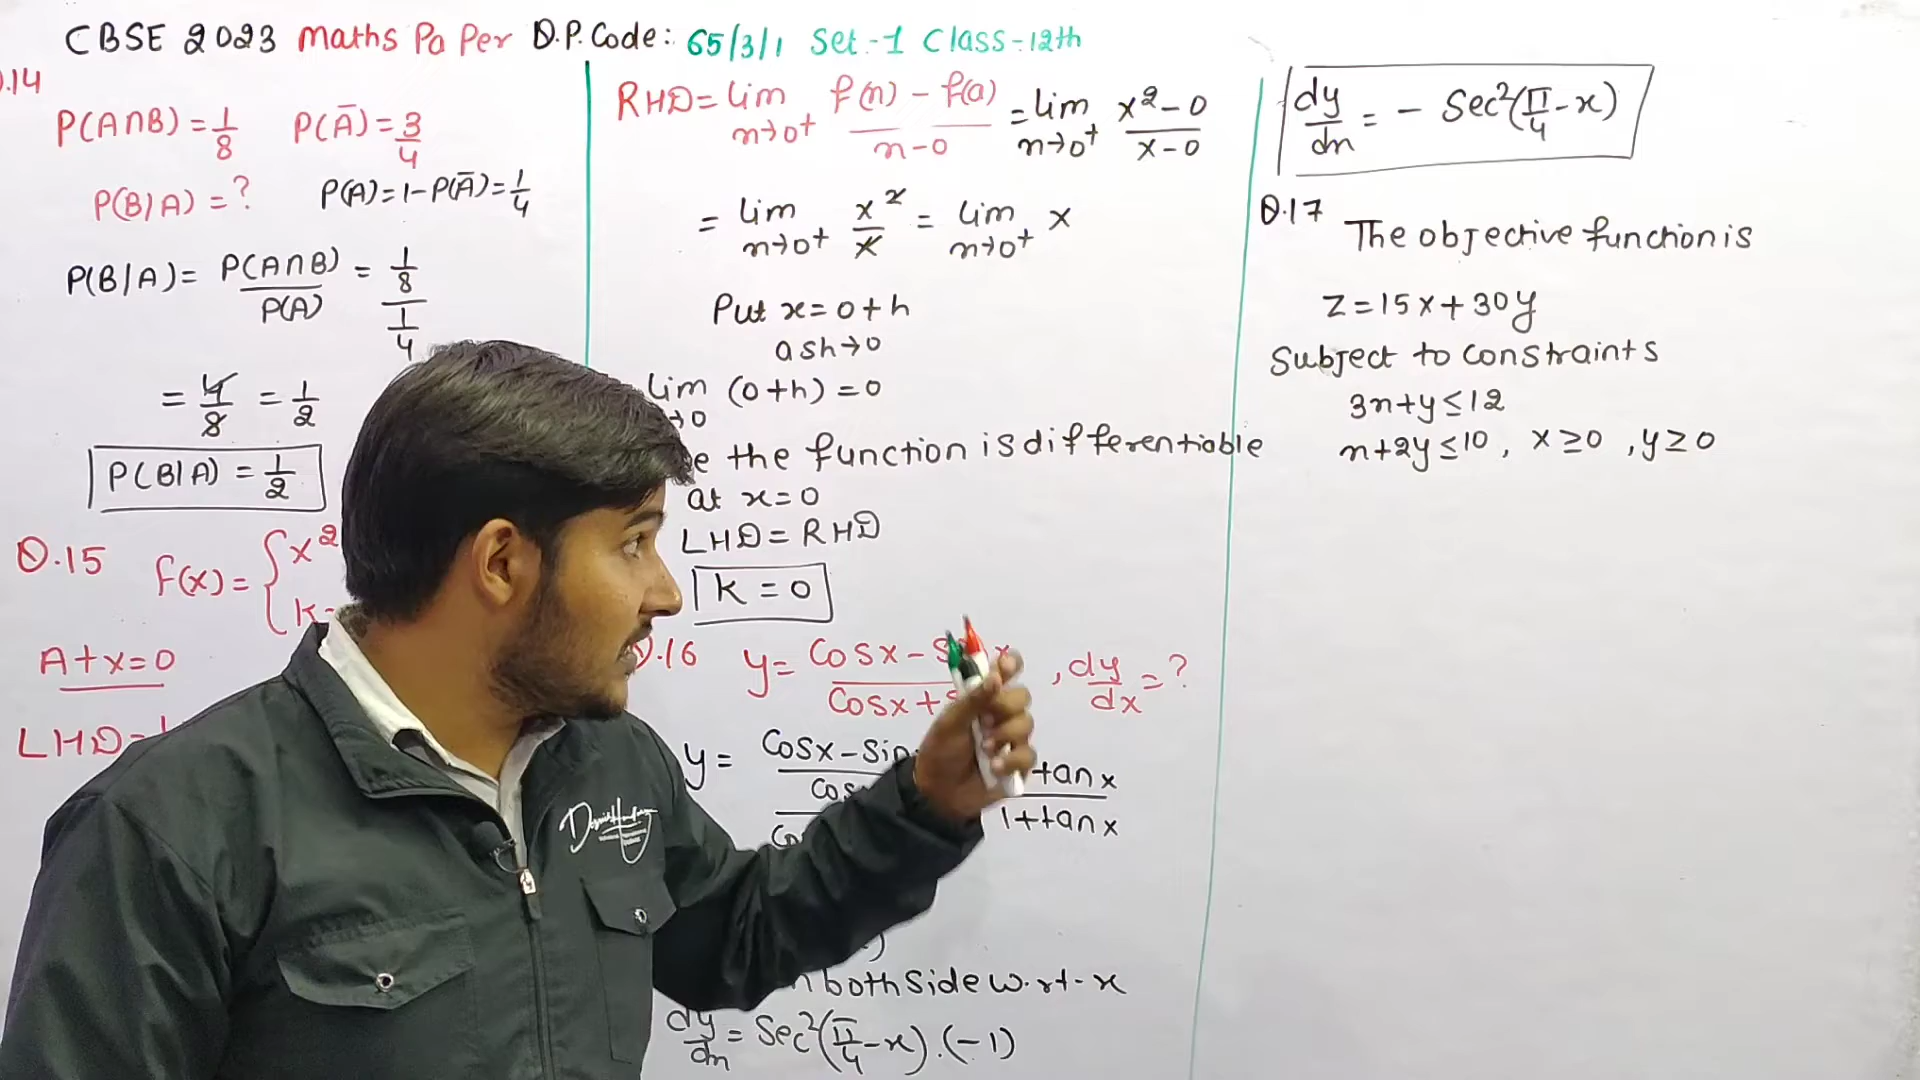 CBSE 2023 Maths Paper Q.P. Code: 65/3/1 Set-1 Class-12th
Q.14
P(A∩B) = 1/8 P(Ā) = 3/4
P(B|A) = ? P(A) = 1 - P(Ā) = 1/4
P(B|A) = P(A∩B)/P(A) = (1/8)/(1/4)
= 4/8 = 1/2
P(B|A) = 1/2
Q.15 f(x) = { x²
k
At x = 0
LHD =
RHD = lim n→0+ (f(n) - f(a))/(n-0) = lim n→0+ (x²-0)/(x-0)
= lim n→0+ x²/x = lim n→0+ x
Put x = 0+h
as h→0
lim (0+h) = 0
→0
the function is differentiable
at x = 0
LHD = RHD
k = 0
Q.16 y = (Cosx - S x)/(Cosx + , dy/dx = ?
y = Cosx - Sin
Cos
tan x
1+tan x
both side w.r.t-x
dy/dn = Sec²(π/4 - x).(-1)
dy/dn = - Sec²(π/4 - x)
Q.17 The objective function is
Z = 15x + 30y
Subject to constraints
3n+y ≤ 12
n+2y ≤ 10, x ≥ 0, y ≥ 0